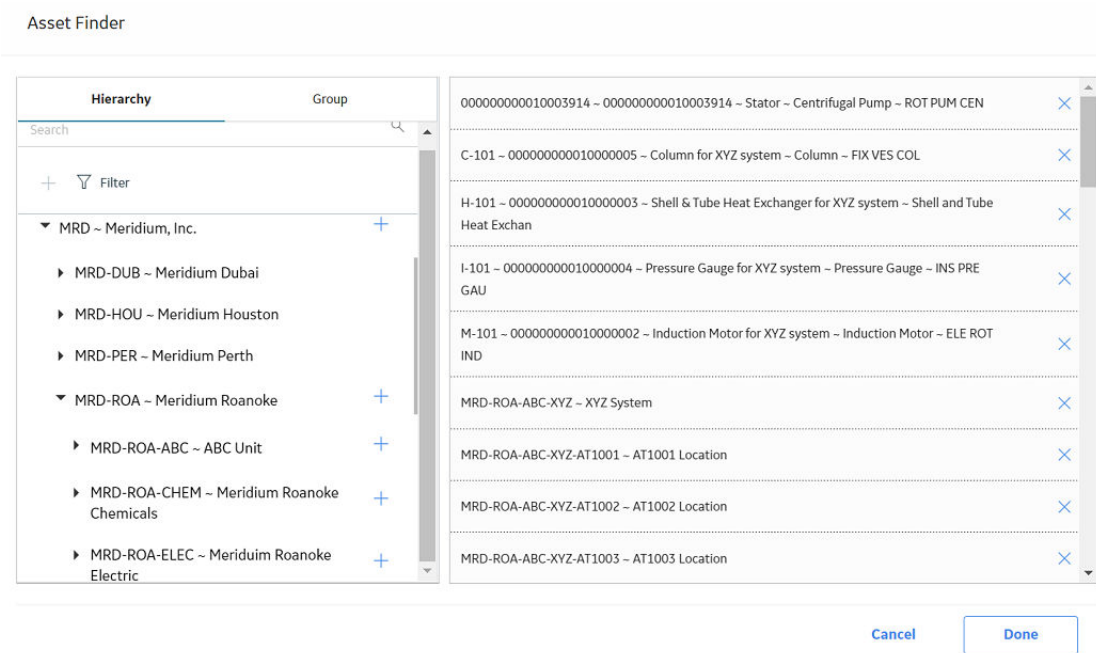 Asset Finder
Hierarchy
Group
Search
Filter
MRD ~ Meridium, Inc.
MRD-DUB ~ Meridium Dubai
MRD-HOU ~ Meridium Houston
MRD-PER ~ Meridium Perth
MRD-ROA ~ Meridium Roanoke
MRD-ROA-ABC ~ ABC Unit
MRD-ROA-CHEM ~ Meridium Roanoke
Chemicals
MRD-ROA-ELEC ~ Meriduim Roanoke
Electric
000000000010003914 ~ 000000000010003914 ~ Stator ~ Centrifugal Pump ~ ROT PUM CEN
C-101 ~ 000000000010000005 ~ Column for XYZ system ~ Column ~ FIX VES COL
H-101 ~ 000000000010000003 ~ Shell & Tube Heat Exchanger for XYZ system ~ Shell and Tube
Heat Exchan
I-101 ~ 000000000010000004 ~ Pressure Gauge for XYZ system ~ Pressure Gauge ~ INS PRE
GAU
M-101 ~ 000000000010000002 ~ Induction Motor for XYZ system ~ Induction Motor ~ ELE ROT
IND
MRD-ROA-ABC-XYZ ~ XYZ System
MRD-ROA-ABC-XYZ-AT1001 ~ AT1001 Location
MRD-ROA-ABC-XYZ-AT1002 ~ AT1002 Location
MRD-ROA-ABC-XYZ-AT1003 ~ AT1003 Location
Cancel
Done